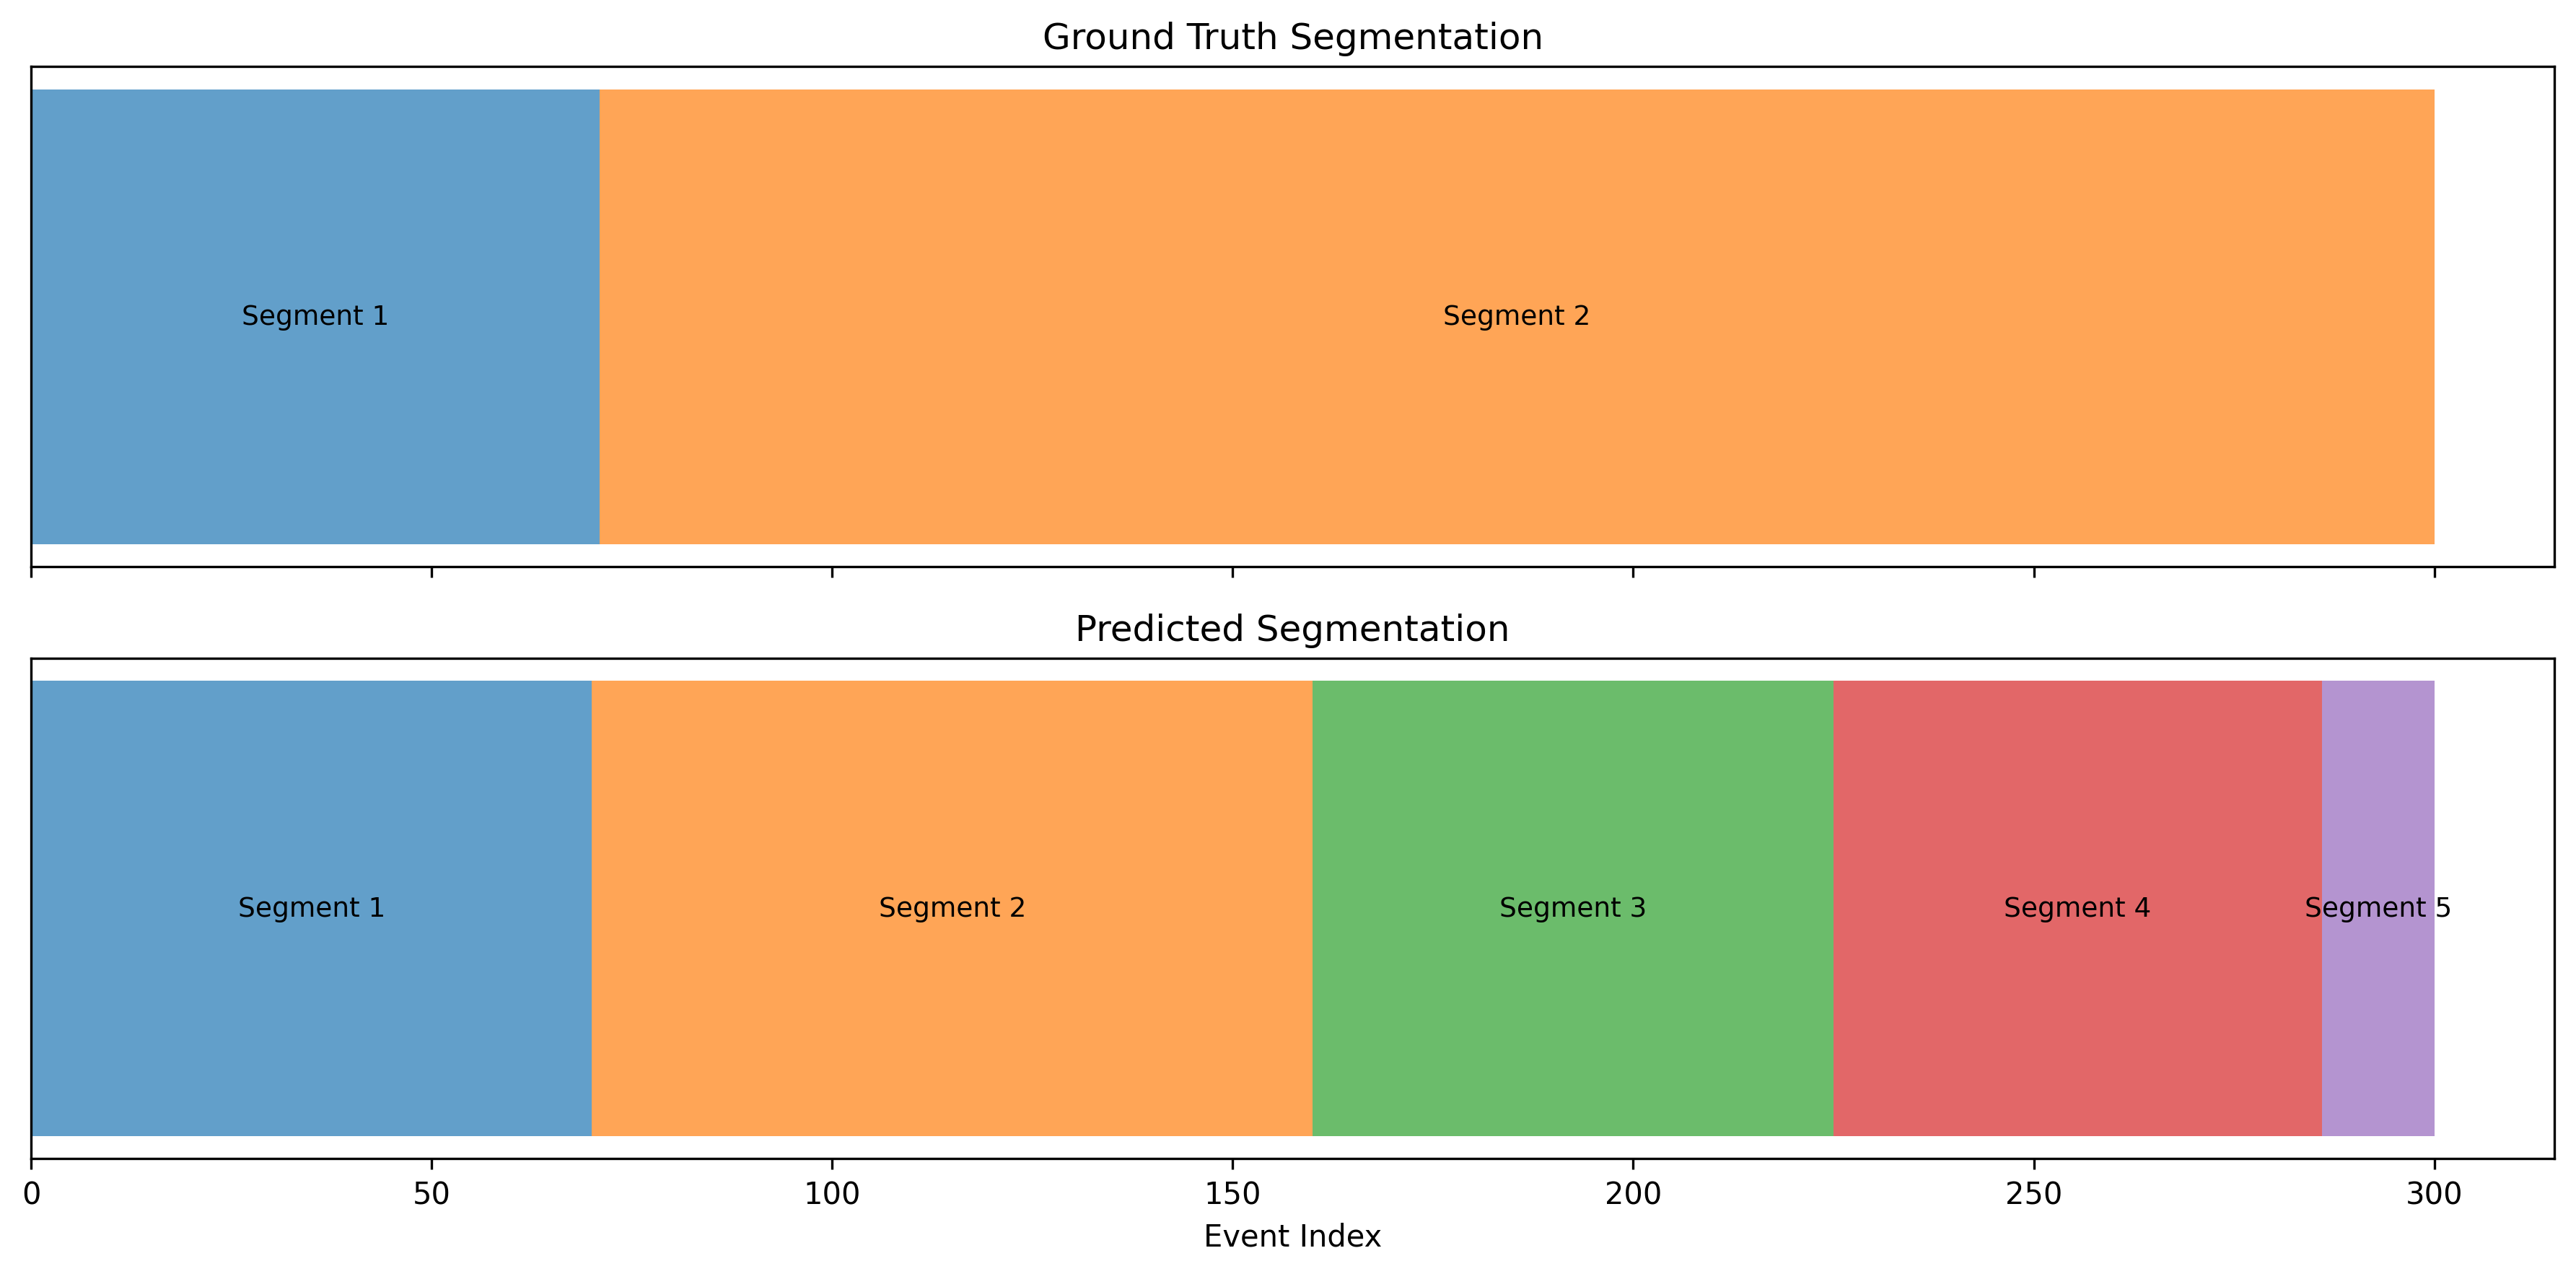 Ground Truth Segmentation
Segment 1 Segment 2
Predicted Segmentation
Segment 1 Segment 2 Segment 3 Segment 4 Segment 5
0 50 100 150 200 250 300
Event Index